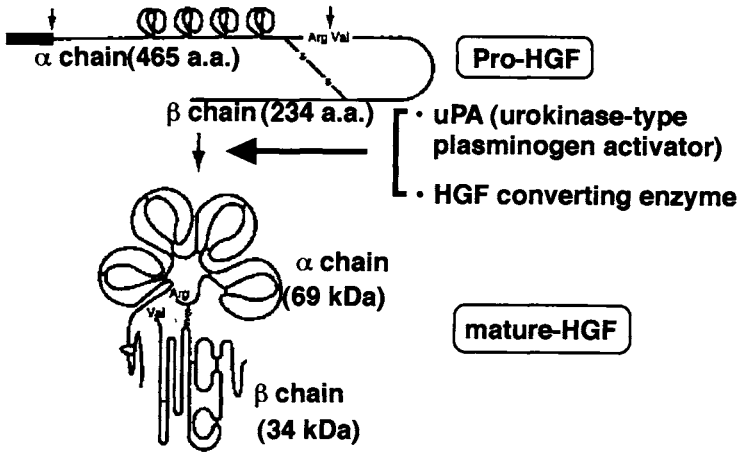 Arg Val
α chain(465 a.a.)
Pro-HGF
s
s
β chain (234 a.a.)
· uPA (urokinase-type
plasminogen activator)
· HGF converting enzyme
α chain
(69 kDa)
Arg
Val
mature-HGF
β chain
(34 kDa)